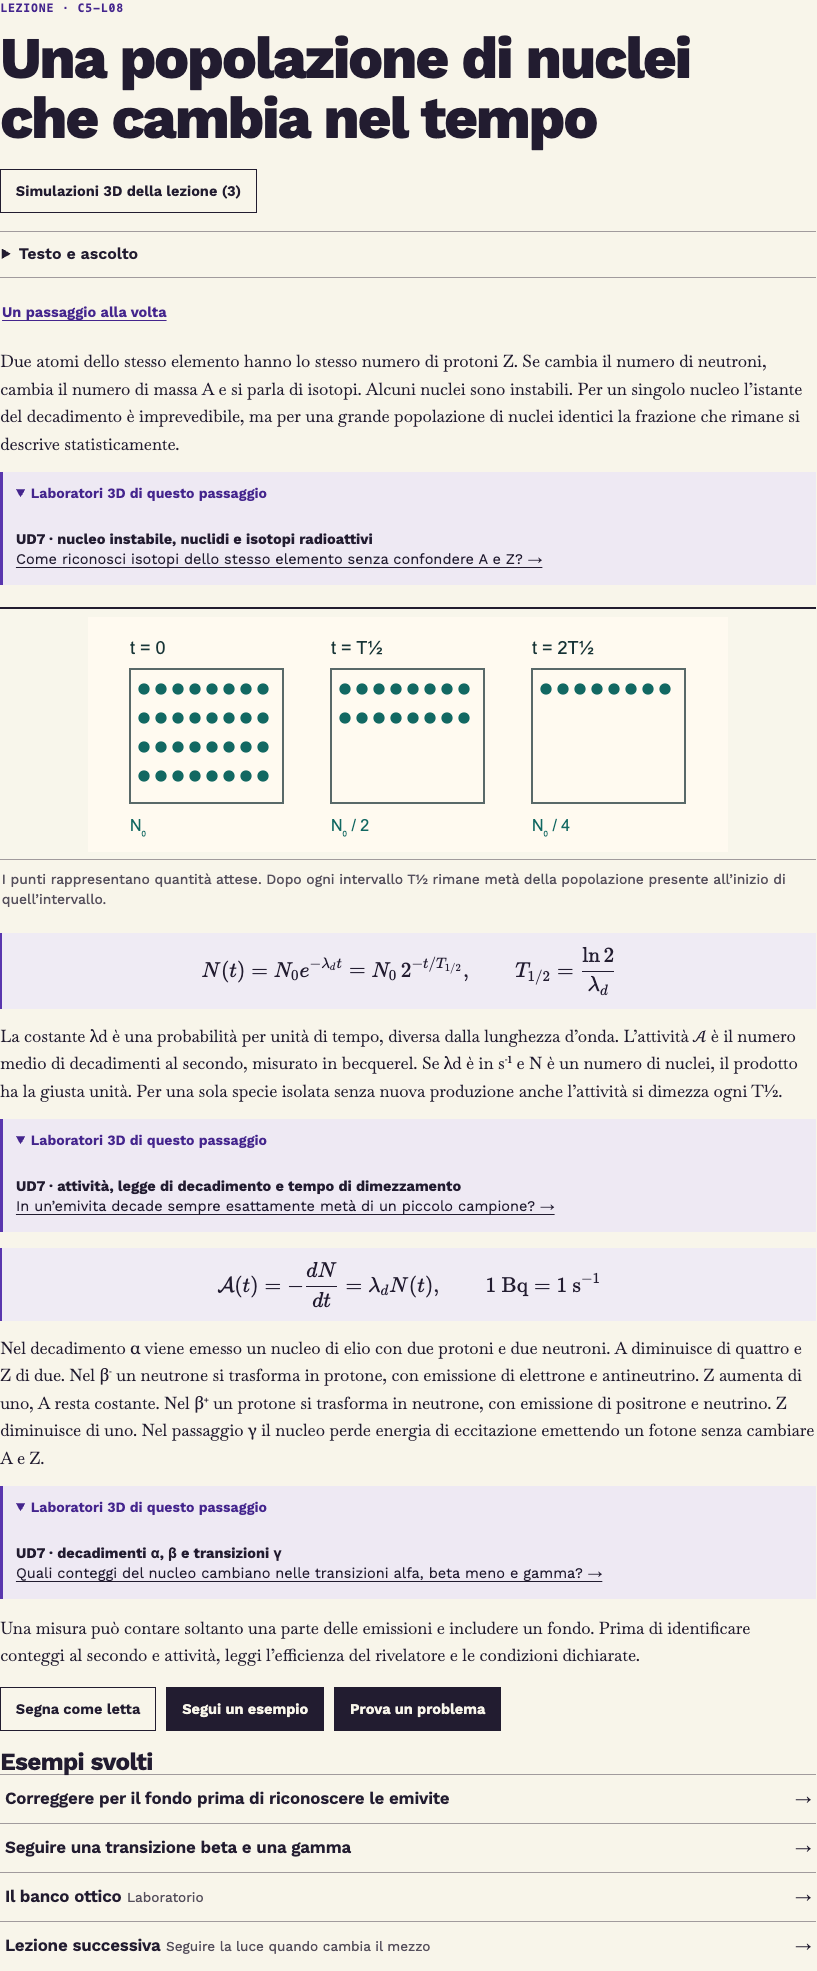 LEZIONE · C5-L08
Una popolazione di nuclei
che cambia nel tempo
Simulazioni 3D della lezione (3)
▶ Testo e ascolto
Un passaggio alla volta
Due atomi dello stesso elemento hanno lo stesso numero di protoni Z. Se cambia il numero di neutroni,
cambia il numero di massa A e si parla di isotopi. Alcuni nuclei sono instabili. Per un singolo nucleo l’istante
del decadimento è imprevedibile, ma per una grande popolazione di nuclei identici la frazione che rimane si
descrive statisticamente.
▼ Laboratori 3D di questo passaggio
UD7 · nucleo instabile, nuclidi e isotopi radioattivi
Come riconosci isotopi dello stesso elemento senza confondere A e Z? →
t = 0 t = T½ t = 2T½
N₀ N₀ / 2 N₀ / 4
I punti rappresentano quantità attese. Dopo ogni intervallo T½ rimane metà della popolazione presente all’inizio di
quell’intervallo.
N(t) = N₀e^{−λ_d t} = N₀ 2^{−t/T_{1/2}}, T_{1/2} = ln 2 / λ_d
La costante λd è una probabilità per unità di tempo, diversa dalla lunghezza d’onda. L’attività 𝒜 è il numero
medio di decadimenti al secondo, misurato in becquerel. Se λd è in s⁻¹ e N è un numero di nuclei, il prodotto
ha la giusta unità. Per una sola specie isolata senza nuova produzione anche l’attività si dimezza ogni T½.
▼ Laboratori 3D di questo passaggio
UD7 · attività, legge di decadimento e tempo di dimezzamento
In un’emivita decade sempre esattamente metà di un piccolo campione? →
𝒜(t) = −dN/dt = λ_d N(t), 1 Bq = 1 s⁻¹
Nel decadimento α viene emesso un nucleo di elio con due protoni e due neutroni. A diminuisce di quattro e
Z di due. Nel β⁻ un neutrone si trasforma in protone, con emissione di elettrone e antineutrino. Z aumenta di
uno, A resta costante. Nel β⁺ un protone si trasforma in neutrone, con emissione di positrone e neutrino. Z
diminuisce di uno. Nel passaggio γ il nucleo perde energia di eccitazione emettendo un fotone senza cambiare
A e Z.
▼ Laboratori 3D di questo passaggio
UD7 · decadimenti α, β e transizioni γ
Quali conteggi del nucleo cambiano nelle transizioni alfa, beta meno e gamma? →
Una misura può contare soltanto una parte delle emissioni e includere un fondo. Prima di identificare
conteggi al secondo e attività, leggi l’efficienza del rivelatore e le condizioni dichiarate.
Segna come letta Segui un esempio Prova un problema
Esempi svolti
Correggere per il fondo prima di riconoscere le emivite →
Seguire una transizione beta e una gamma →
Il banco ottico Laboratorio →
Lezione successiva Seguire la luce quando cambia il mezzo →